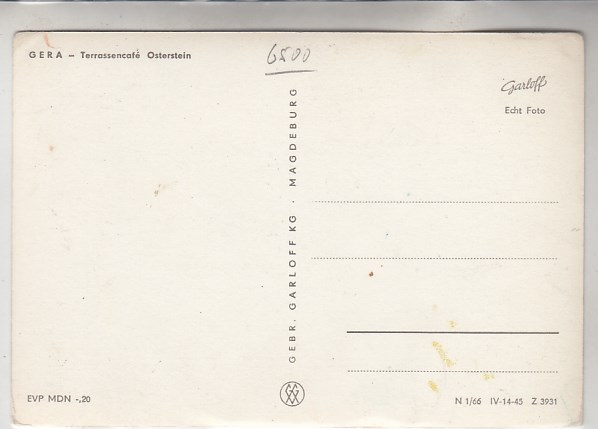 GERA – Terrassencafè Osterstein
6500
Garloff
Echt Foto
GEBR. GARLOFF KG · MAGDEBURG
EVP MDN -,20
N 1/66 IV-14-45 Z 3931